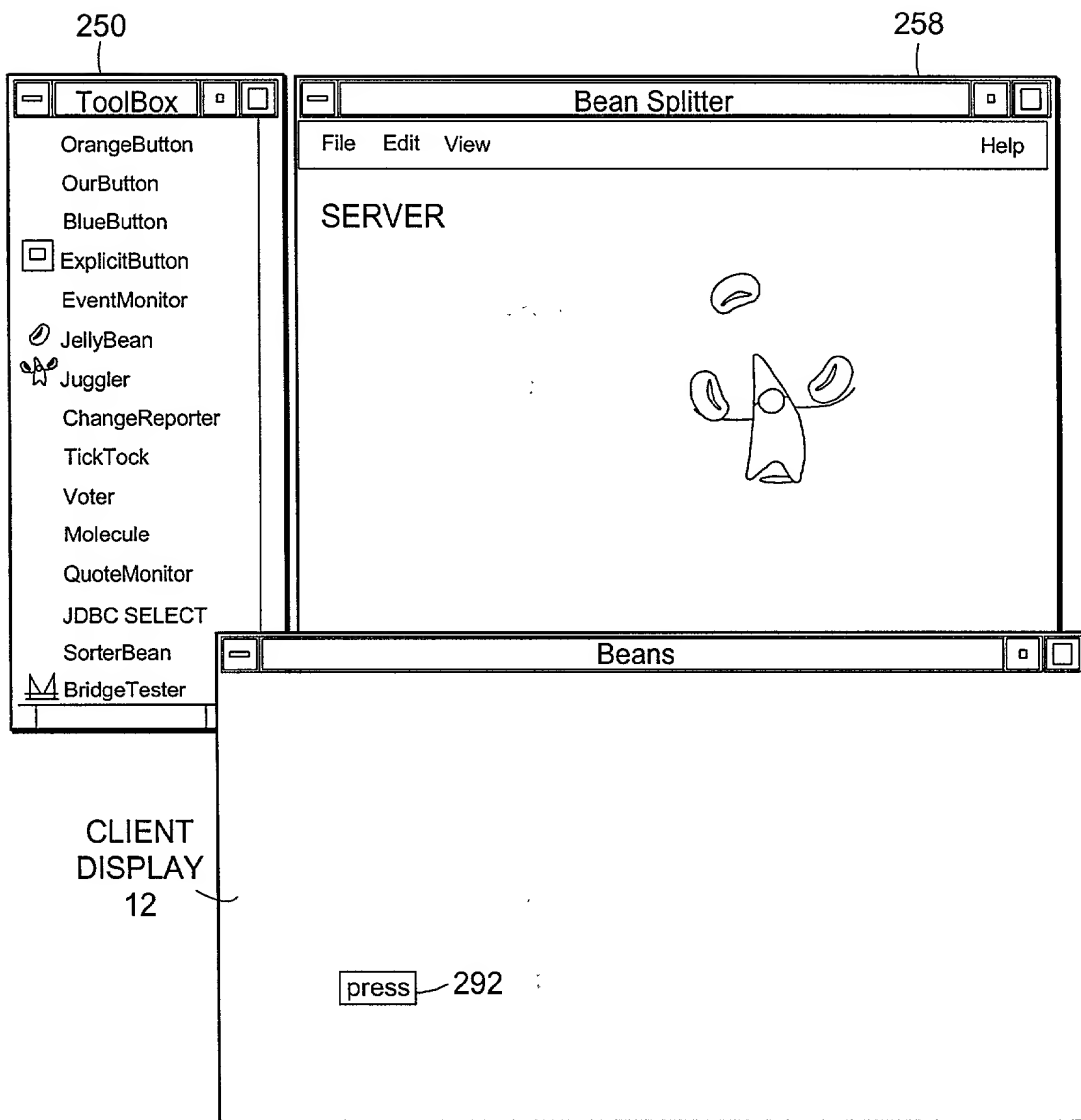 250
258
ToolBox
OrangeButton
OurButton
BlueButton
ExplicitButton
EventMonitor
JellyBean
Juggler
ChangeReporter
TickTock
Voter
Molecule
QuoteMonitor
JDBC SELECT
SorterBean
BridgeTester
Bean Splitter
File Edit View Help
SERVER
Beans
CLIENT
DISPLAY
12
press 292